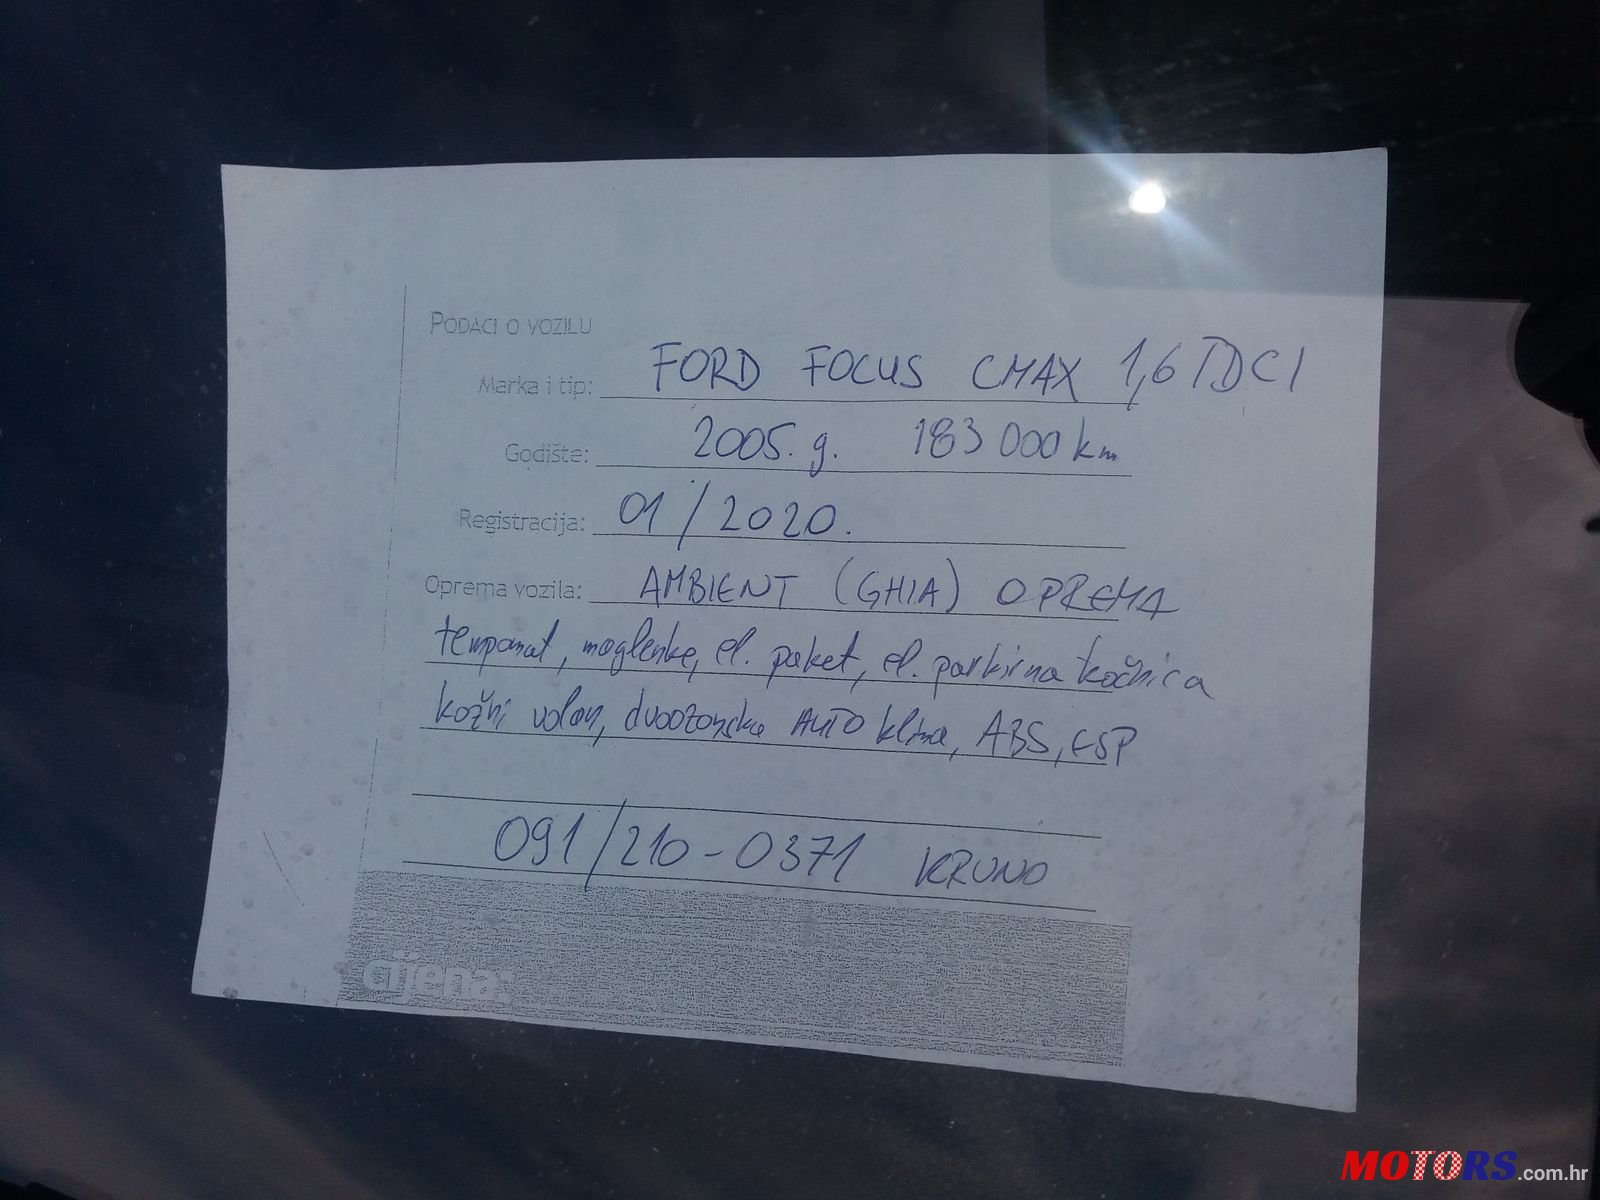 PODACI O VOZILU
Marka i tip: FORD FOCUS CMAX 1,6 TDCI
Godište: 2005. g. 183 000 km
Registracija: 01/2020.
Oprema vozila: AMBIENT (GHIA) OPREMA
tempomat, maglenke, el. paket, el. parkirna kočnica
kožni volan, dvozonska AUTO klima, ABS, ESP
091/210-0371 KRUNO
cijena:
MOTORS.com.hr